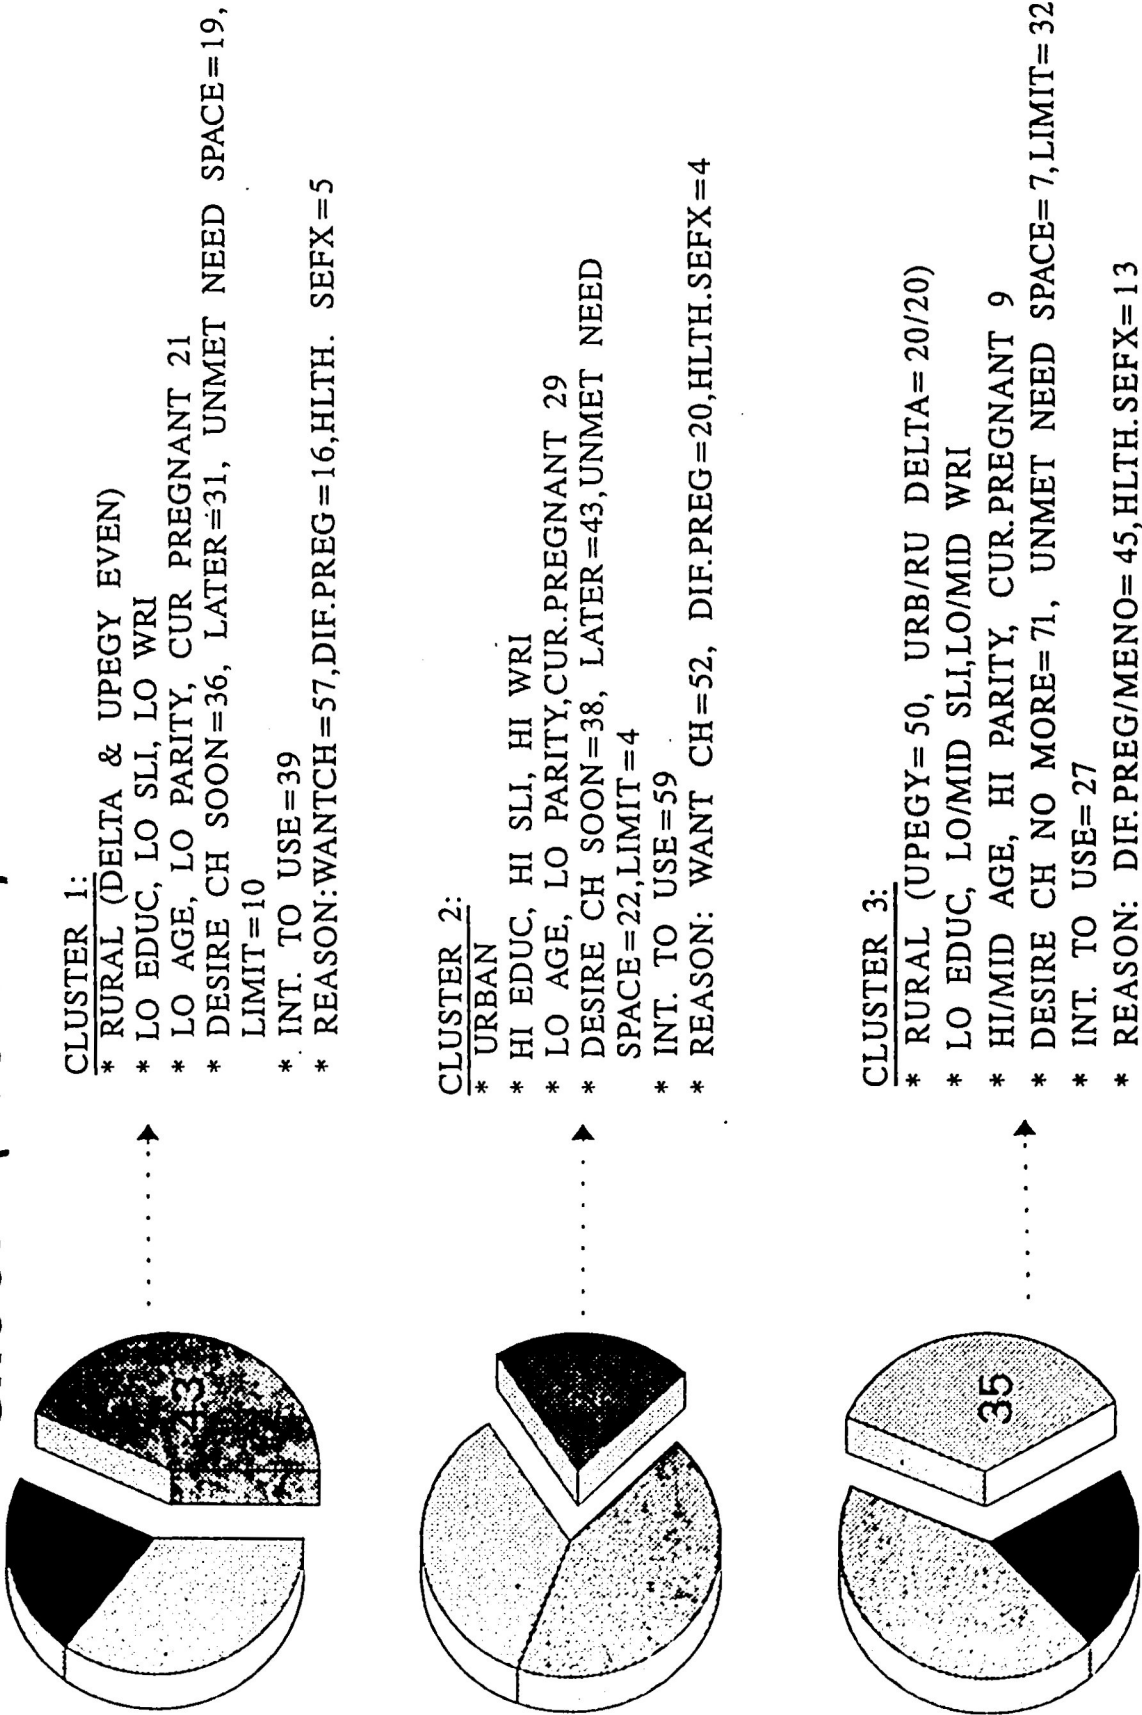 43
CLUSTER 1:
* RURAL (DELTA & UPEGY EVEN)
* LO EDUC, LO SLI, LO WRI
* LO AGE, LO PARITY, CUR PREGNANT 21
* DESIRE CH SOON=36, LATER=31, UNMET NEED SPACE=19,
LIMIT=10
* INT. TO USE=39
* REASON:WANTCH=57,DIF.PREG=16,HLTH. SEFX=5
CLUSTER 2:
* URBAN
* HI EDUC, HI SLI, HI WRI
* LO AGE, LO PARITY,CUR.PREGNANT 29
* DESIRE CH SOON=38, LATER=43,UNMET NEED
SPACE=22,LIMIT=4
* INT. TO USE=59
* REASON: WANT CH=52, DIF.PREG=20,HLTH.SEFX=4
35
CLUSTER 3:
* RURAL (UPEGY=50, URB/RU DELTA=20/20)
* LO EDUC, LO/MID SLI,LO/MID WRI
* HI/MID AGE, HI PARITY, CUR.PREGNANT 9
* DESIRE CH NO MORE=71, UNMET NEED SPACE=7,LIMIT=32
* INT. TO USE=27
* REASON: DIF.PREG/MENO=45,HLTH.SEFX=13